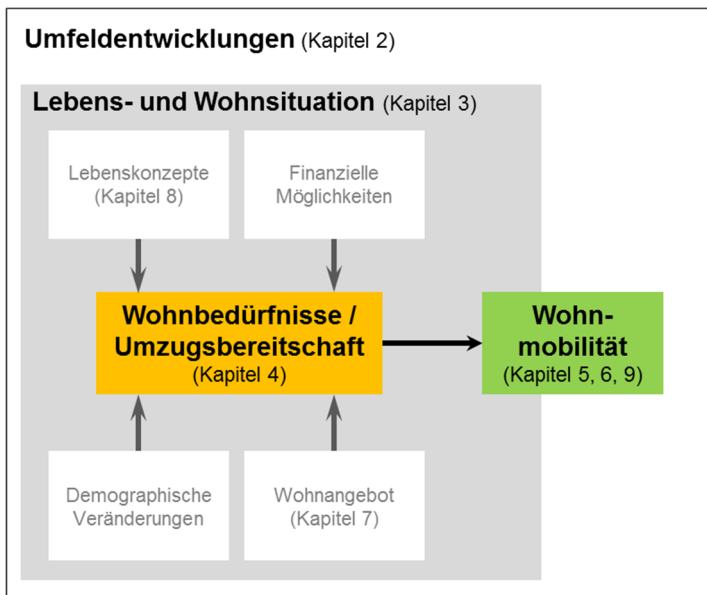 Umfeldentwicklungen (Kapitel 2)
Lebens- und Wohnsituation (Kapitel 3)
Lebenskonzepte
(Kapitel 8)
Finanzielle
Möglichkeiten
Wohnbedürfnisse /
Umzugsbereitschaft
(Kapitel 4)
Wohn-
mobilität
(Kapitel 5, 6, 9)
Demographische
Veränderungen
Wohnangebot
(Kapitel 7)